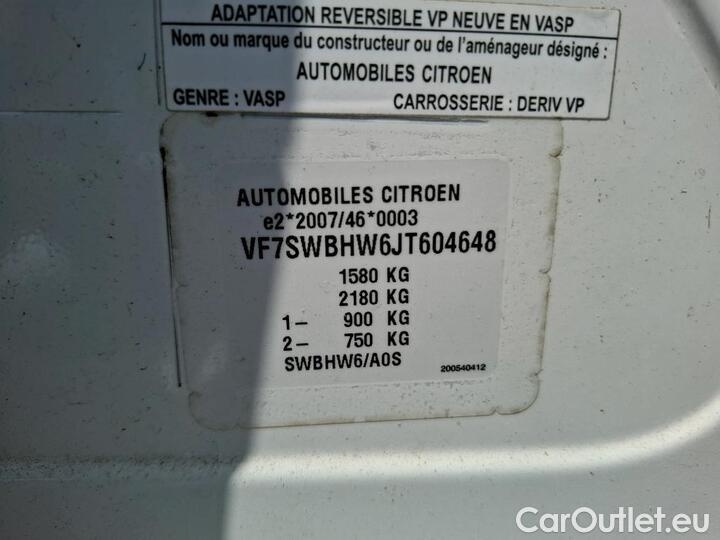 ADAPTATION REVERSIBLE VP NEUVE EN VASP
Nom ou marque du constructeur ou de l'aménageur désigné :
AUTOMOBILES CITROEN
GENRE : VASP CARROSSERIE : DERIV VP
AUTOMOBILES CITROEN
e2*2007/46*0003
VF7SWBHW6JT604648
1580 KG
2180 KG
1– 900 KG
2– 750 KG
SWBHW6/A0S 200540412
CarOutlet.eu